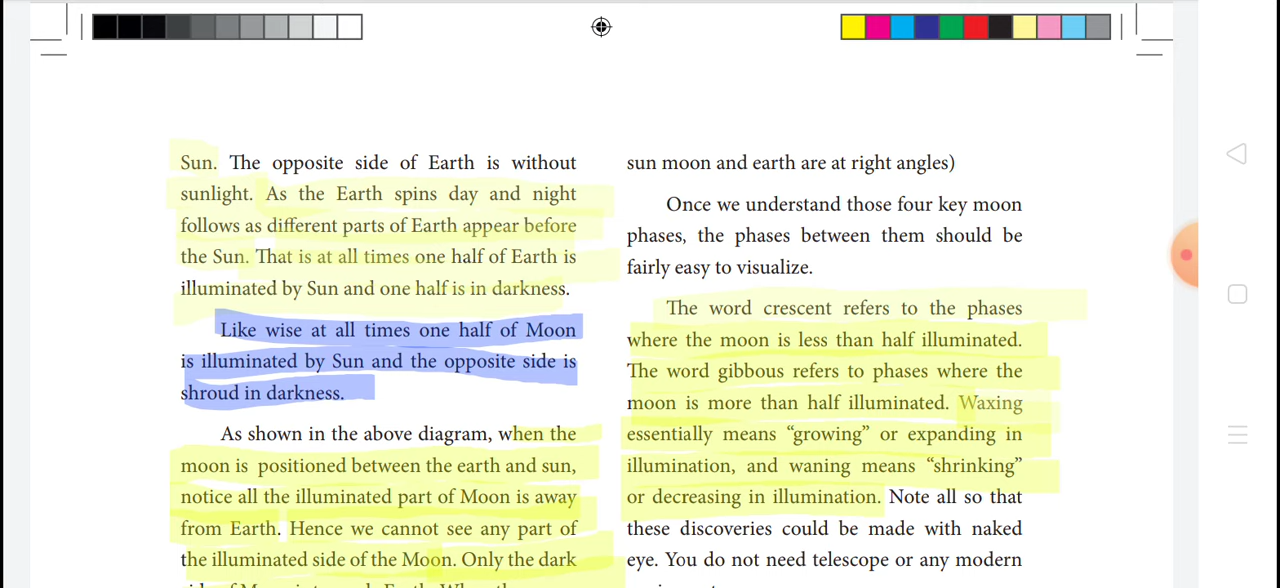 Sun. The opposite side of Earth is without
sunlight. As the Earth spins day and night
follows as different parts of Earth appear before
the Sun. That is at all times one half of Earth is
illuminated by Sun and one half is in darkness.
Like wise at all times one half of Moon
is illuminated by Sun and the opposite side is
shroud in darkness.
As shown in the above diagram, when the
moon is positioned between the earth and sun,
notice all the illuminated part of Moon is away
from Earth. Hence we cannot see any part of
the illuminated side of the Moon. Only the dark
sun moon and earth are at right angles)
Once we understand those four key moon
phases, the phases between them should be
fairly easy to visualize.
The word crescent refers to the phases
where the moon is less than half illuminated.
The word gibbous refers to phases where the
moon is more than half illuminated. Waxing
essentially means “growing” or expanding in
illumination, and waning means “shrinking”
or decreasing in illumination. Note all so that
these discoveries could be made with naked
eye. You do not need telescope or any modern